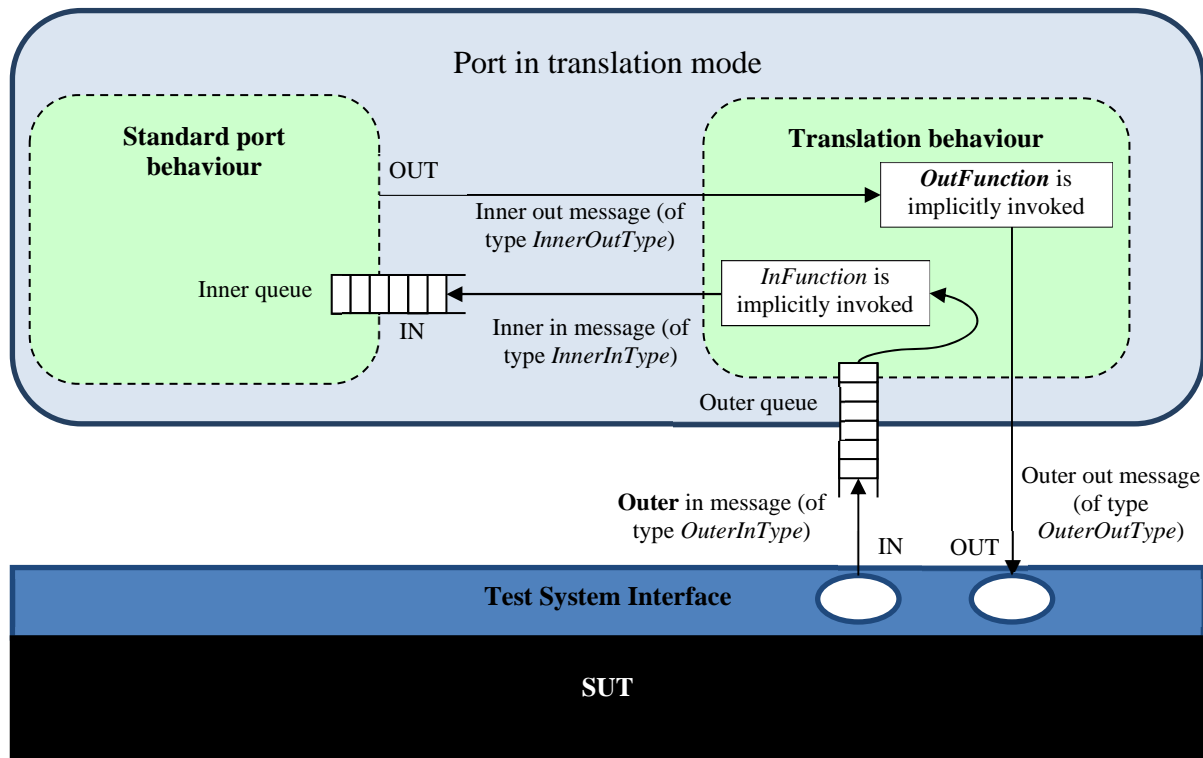 Port in translation mode
Standard port
behaviour
Translation behaviour
OUT
OutFunction is
implicitly invoked
Inner out message (of
type InnerOutType)
Inner queue
InFunction is
implicitly invoked
IN
Inner in message (of
type InnerInType)
Outer queue
Outer in message (of
type OuterInType)
Outer out message
(of type
OuterOutType)
IN
OUT
Test System Interface
SUT